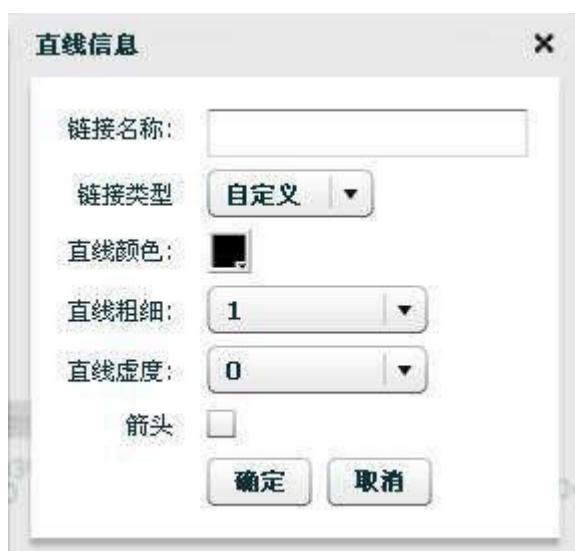 直线信息
链接名称:
链接类型 自定义
直线颜色:
直线粗细: 1
直线虚度: 0
箭头
确定 取消